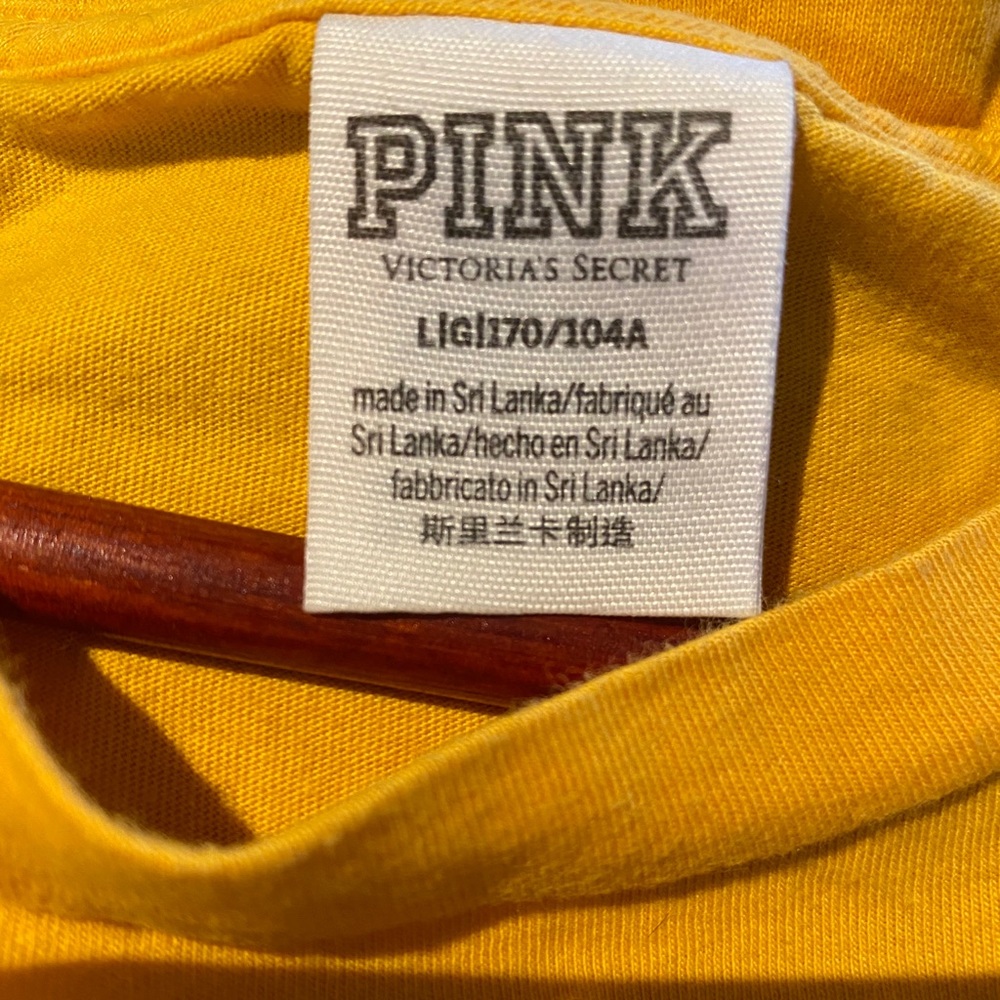 PINK
VICTORIA'S SECRET
L|G|170/104A
made in Sri Lanka/fabriqué au
Sri Lanka/hecho en Sri Lanka/
fabbricato in Sri Lanka/
斯里兰卡制造